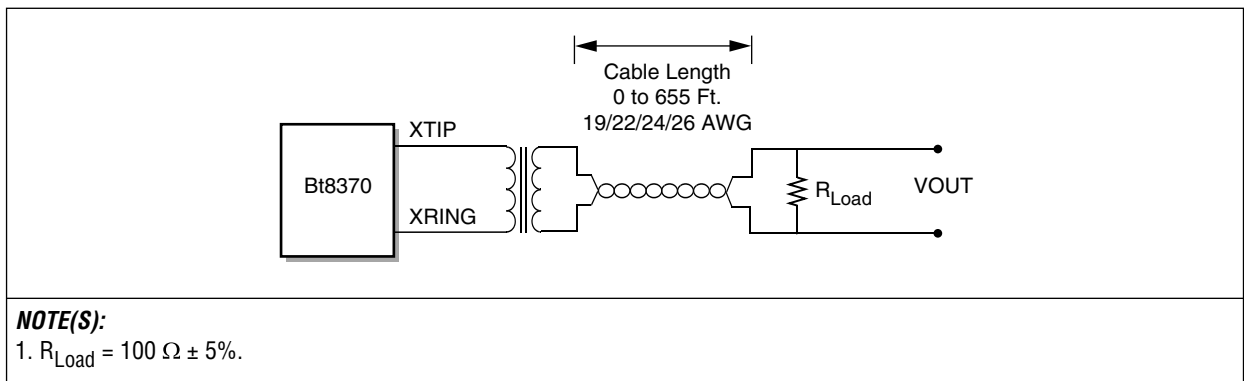 Cable Length
0 to 655 Ft.
19/22/24/26 AWG
XTIP
Bt8370
XRING
RLoad
VOUT
NOTE(S):
1. RLoad = 100 Ω ± 5%.